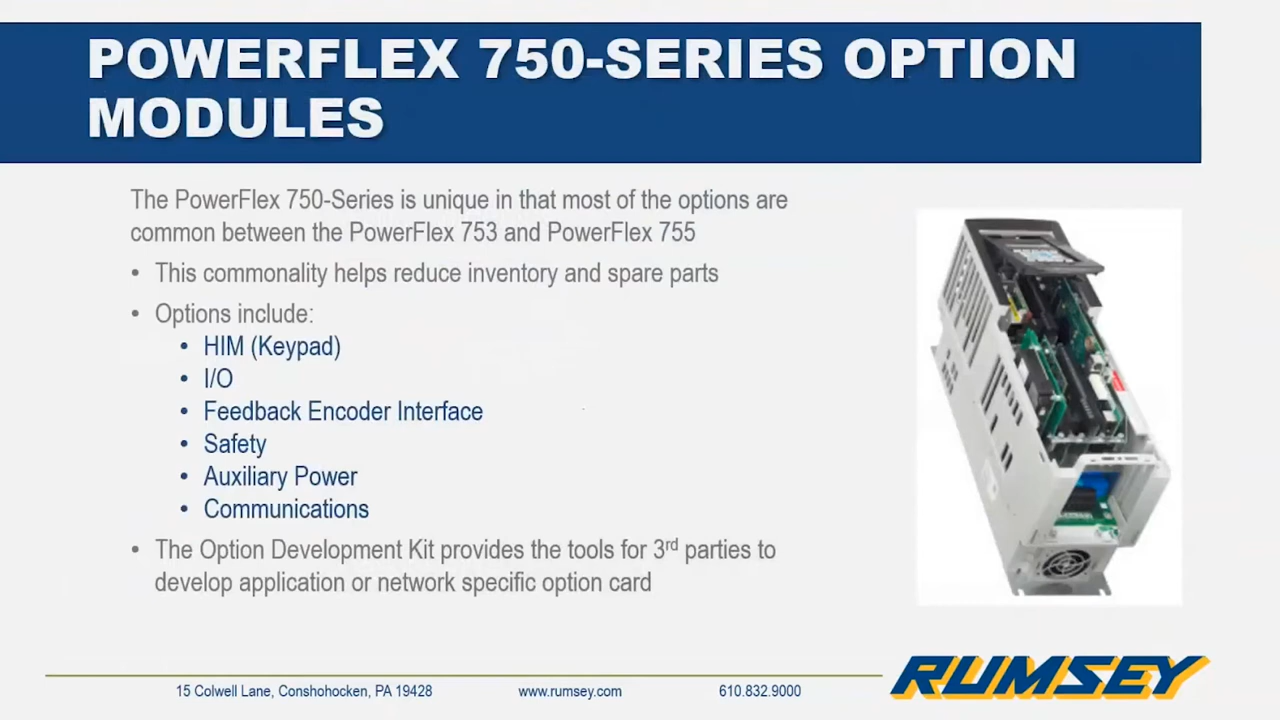 POWERFLEX 750-SERIES OPTION
MODULES
The PowerFlex 750-Series is unique in that most of the options are
common between the PowerFlex 753 and PowerFlex 755
• This commonality helps reduce inventory and spare parts
• Options include:
• HIM (Keypad)
• I/O
• Feedback Encoder Interface
• Safety
• Auxiliary Power
• Communications
• The Option Development Kit provides the tools for 3rd parties to
develop application or network specific option card
15 Colwell Lane, Conshohocken, PA 19428 www.rumsey.com 610.832.9000
RUMSEY